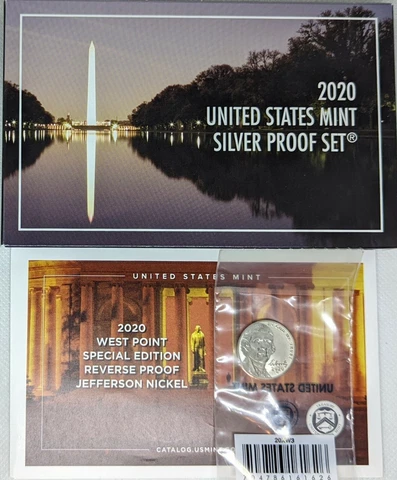 2020
UNITED STATES MINT
SILVER PROOF SET®
UNITED STATES MINT
2020
WEST POINT
SPECIAL EDITION
REVERSE PROOF
JEFFERSON NICKEL
UNITED STATES MINT
CATALOG.USMINT
20XW3